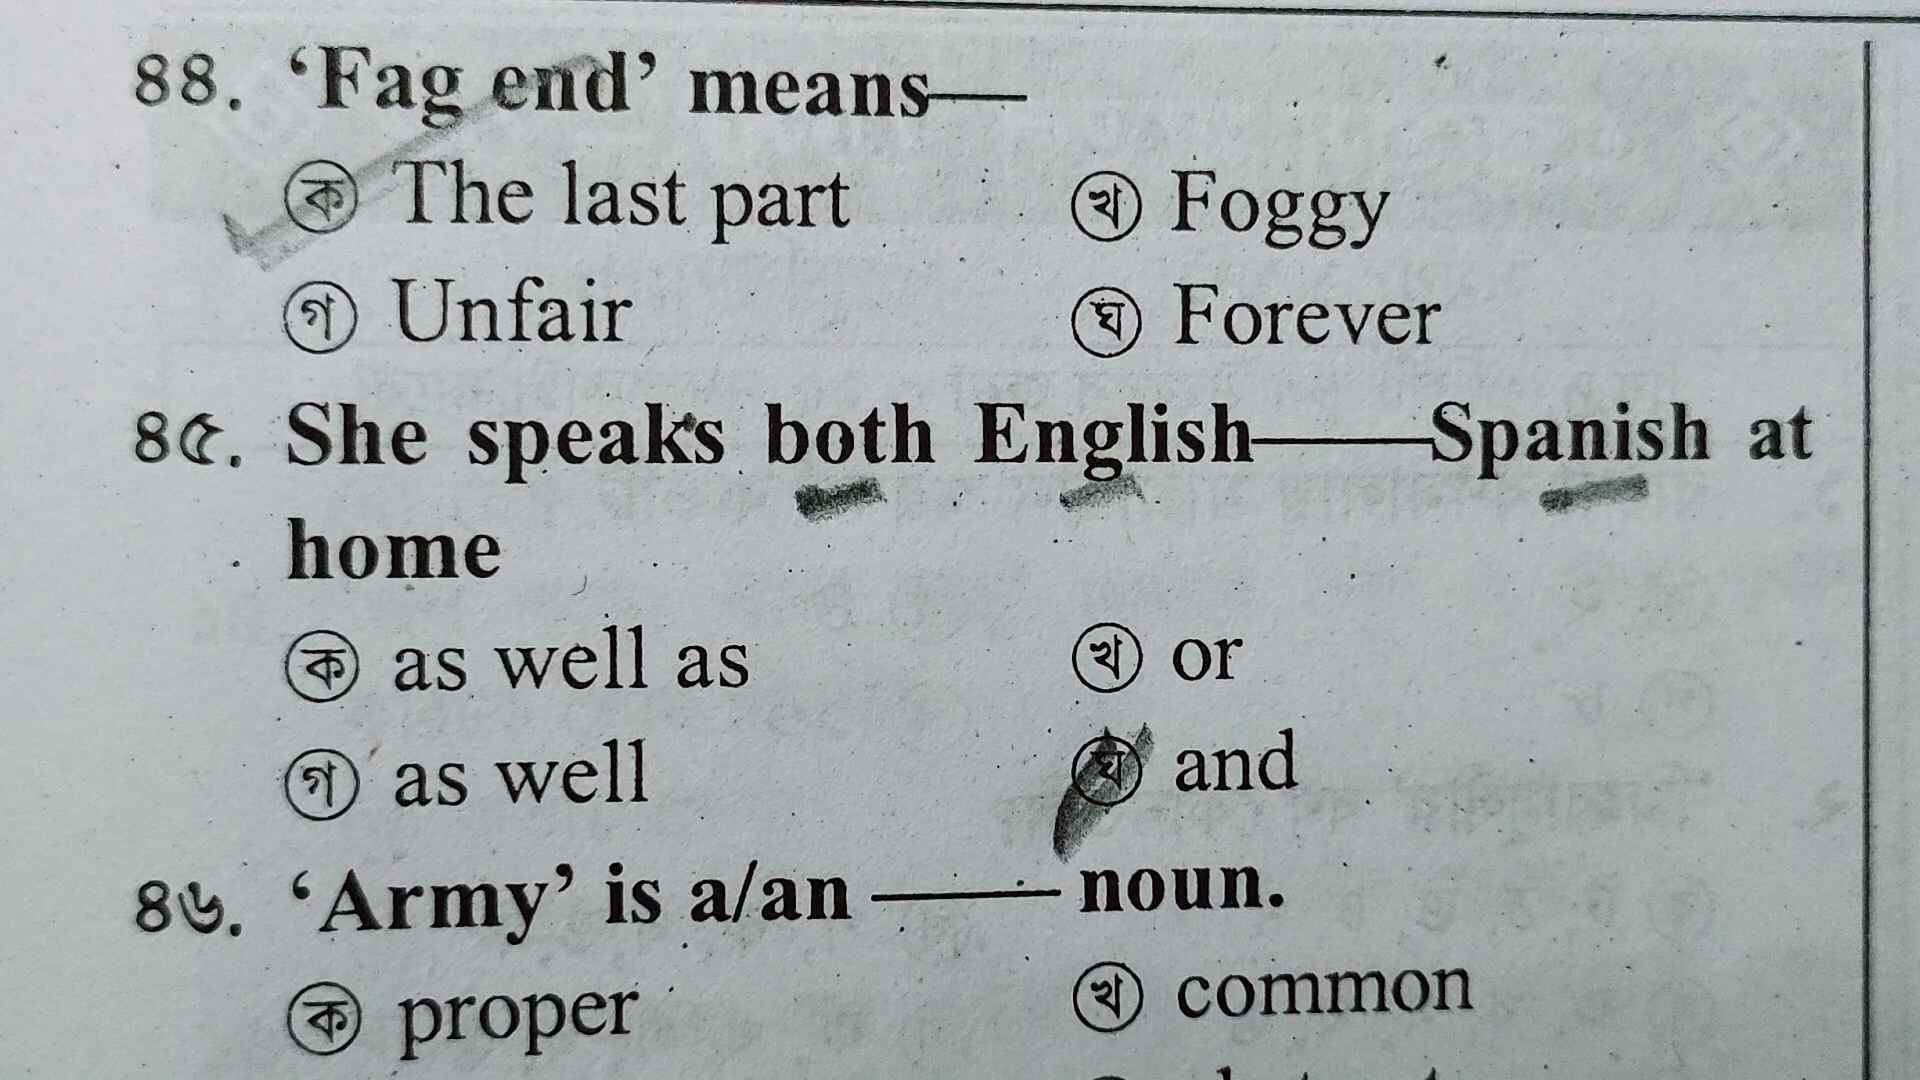 ৪৪. ‘Fag end’ means—
ক The last part খ Foggy
গ Unfair ঘ Forever
৪৫. She speaks both English——Spanish at
home
ক as well as খ or
গ as well ঘ and
৪৬. ‘Army’ is a/an —— noun.
ক proper খ common